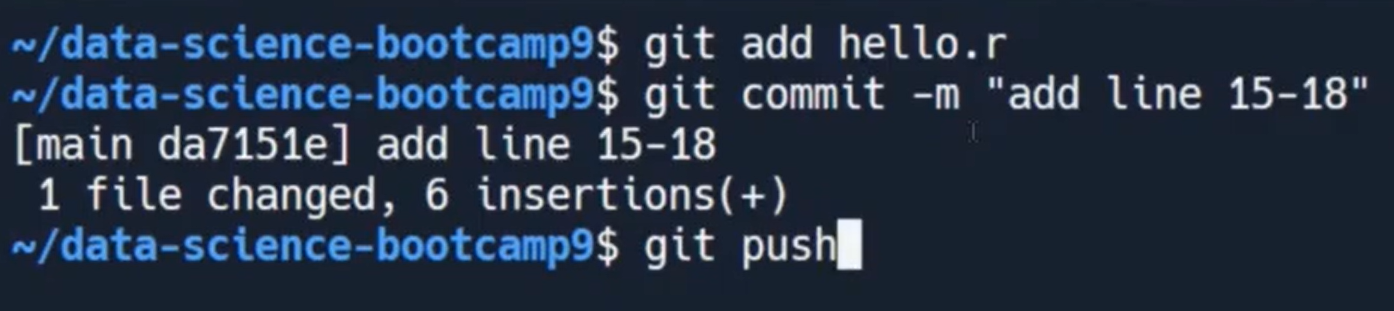 ~/data-science-bootcamp9$ git add hello.r
~/data-science-bootcamp9$ git commit -m "add line 15-18"
[main da7151e] add line 15-18
 1 file changed, 6 insertions(+)
~/data-science-bootcamp9$ git push